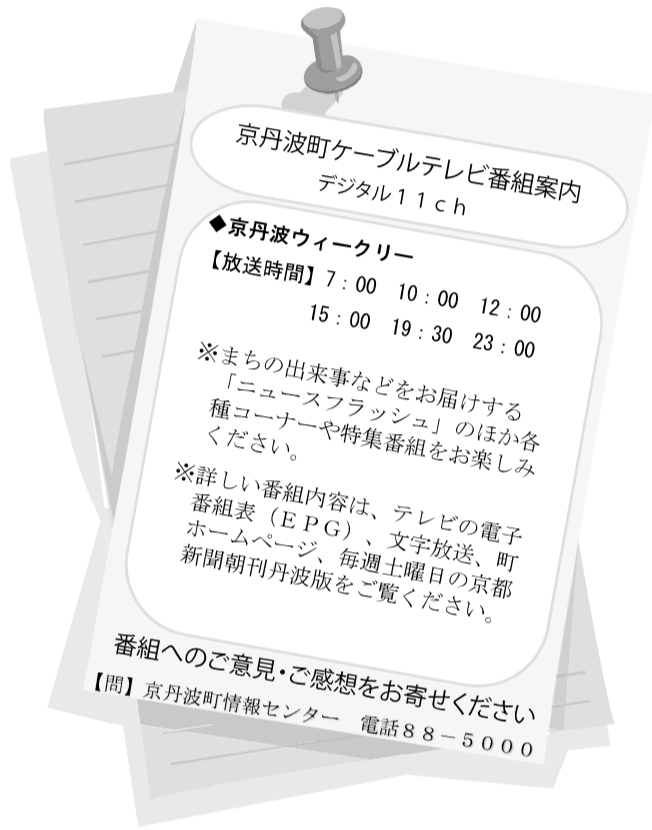 京丹波町ケーブルテレビ番組案内
デジタル１１ｃｈ
◆京丹波ウィークリー
【放送時間】7：00　10：00　12：00
15：00　19：30　23：00
※まちの出来事などをお届けする
「ニュースフラッシュ」のほか各
種コーナーや特集番組をお楽しみ
ください。
※詳しい番組内容は、テレビの電子
番組表（ＥＰＧ）、文字放送、町
ホームページ、毎週土曜日の京都
新聞朝刊丹波版をご覧ください。
番組へのご意見・ご感想をお寄せください
【問】京丹波町情報センター　電話８８－５０００